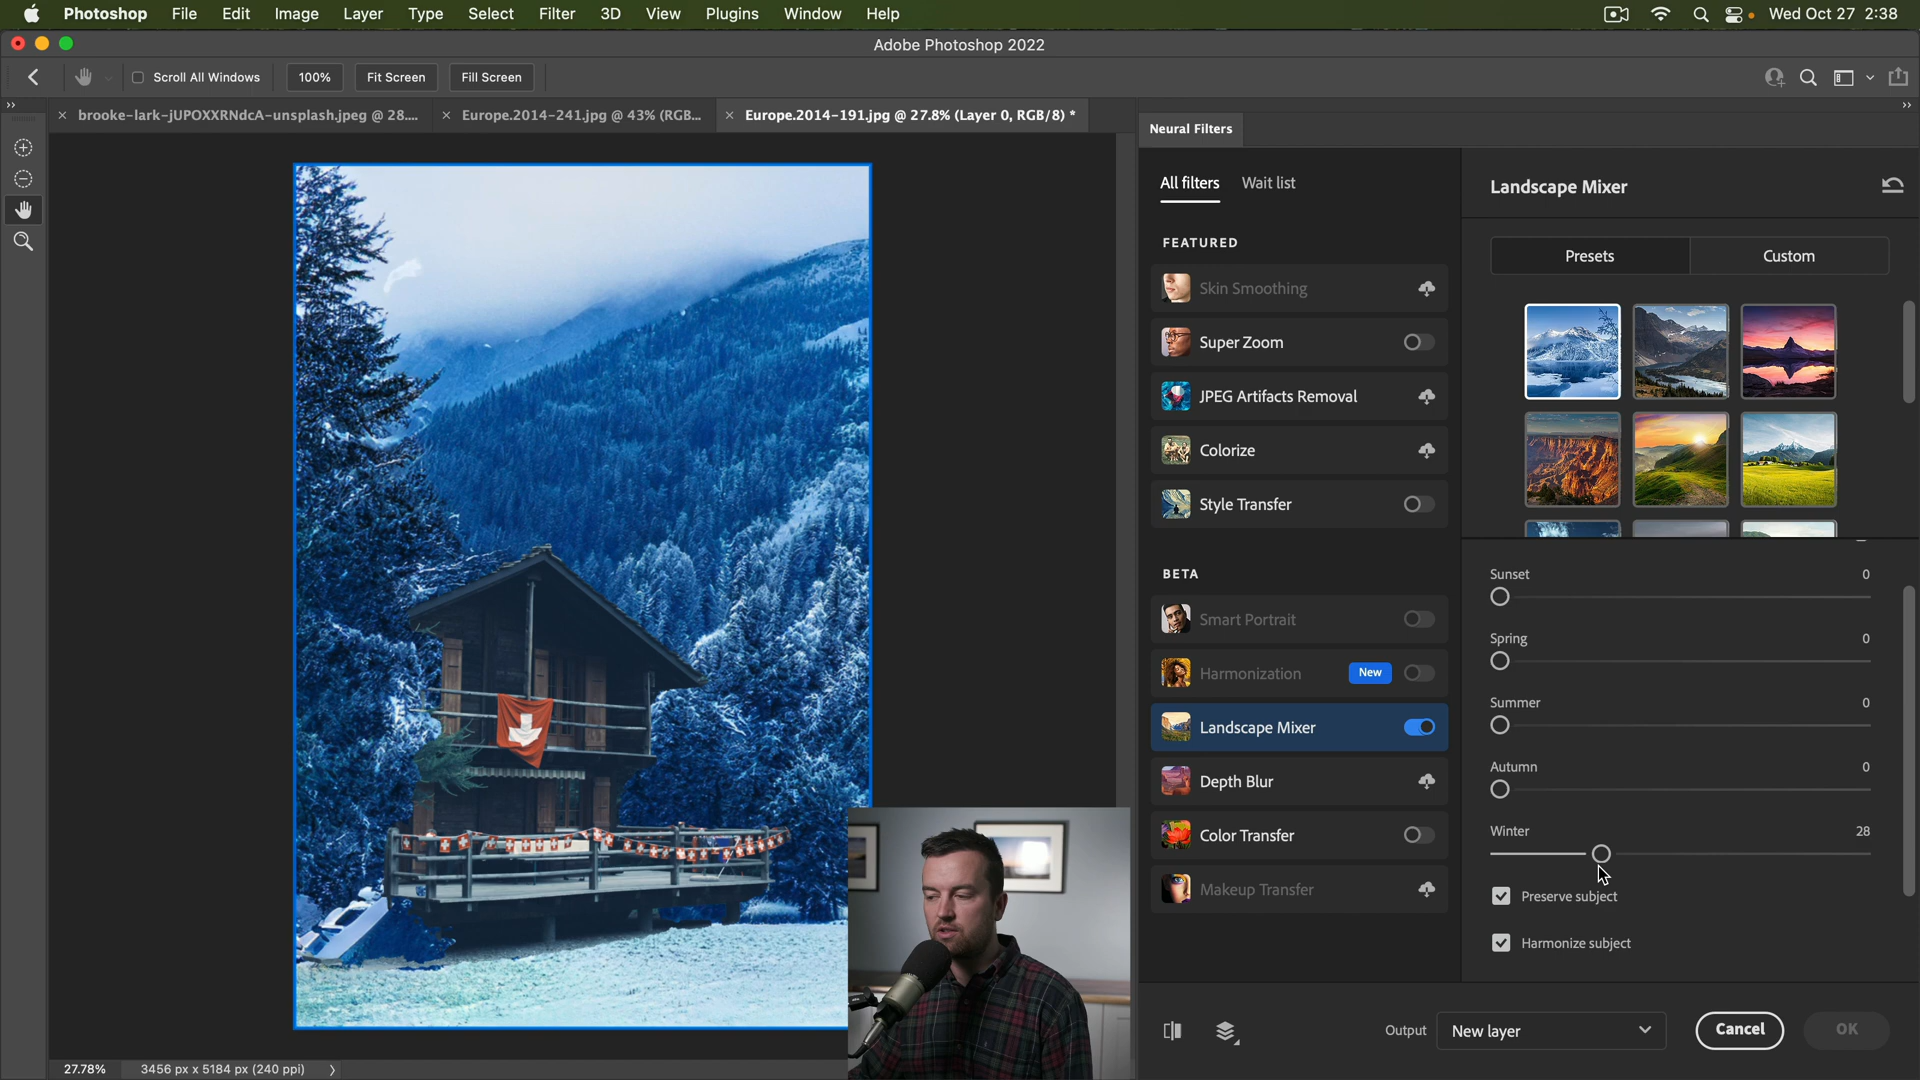 Photoshop File Edit Image Layer Type Select Filter 3D View Plugins Window Help Wed Oct 27 2:38
Adobe Photoshop 2022
Scroll All Windows 100% Fit Screen Fill Screen
brooke-lark-jUPOXXRNdcA-unsplash.jpeg @ 28.... Europe.2014-241.jpg @ 43% (RGB... Europe.2014-191.jpg @ 27.8% (Layer 0, RGB/8) *
Neural Filters
All filters Wait list
FEATURED
Skin Smoothing
Super Zoom
JPEG Artifacts Removal
Colorize
Style Transfer
BETA
Smart Portrait
Harmonization New
Landscape Mixer
Depth Blur
Color Transfer
Makeup Transfer
Landscape Mixer
Presets Custom
Sunset 0
Spring 0
Summer 0
Autumn 0
Winter 28
Preserve subject
Harmonize subject
Output New layer Cancel OK
27.78% 3456 px x 5184 px (240 ppi)